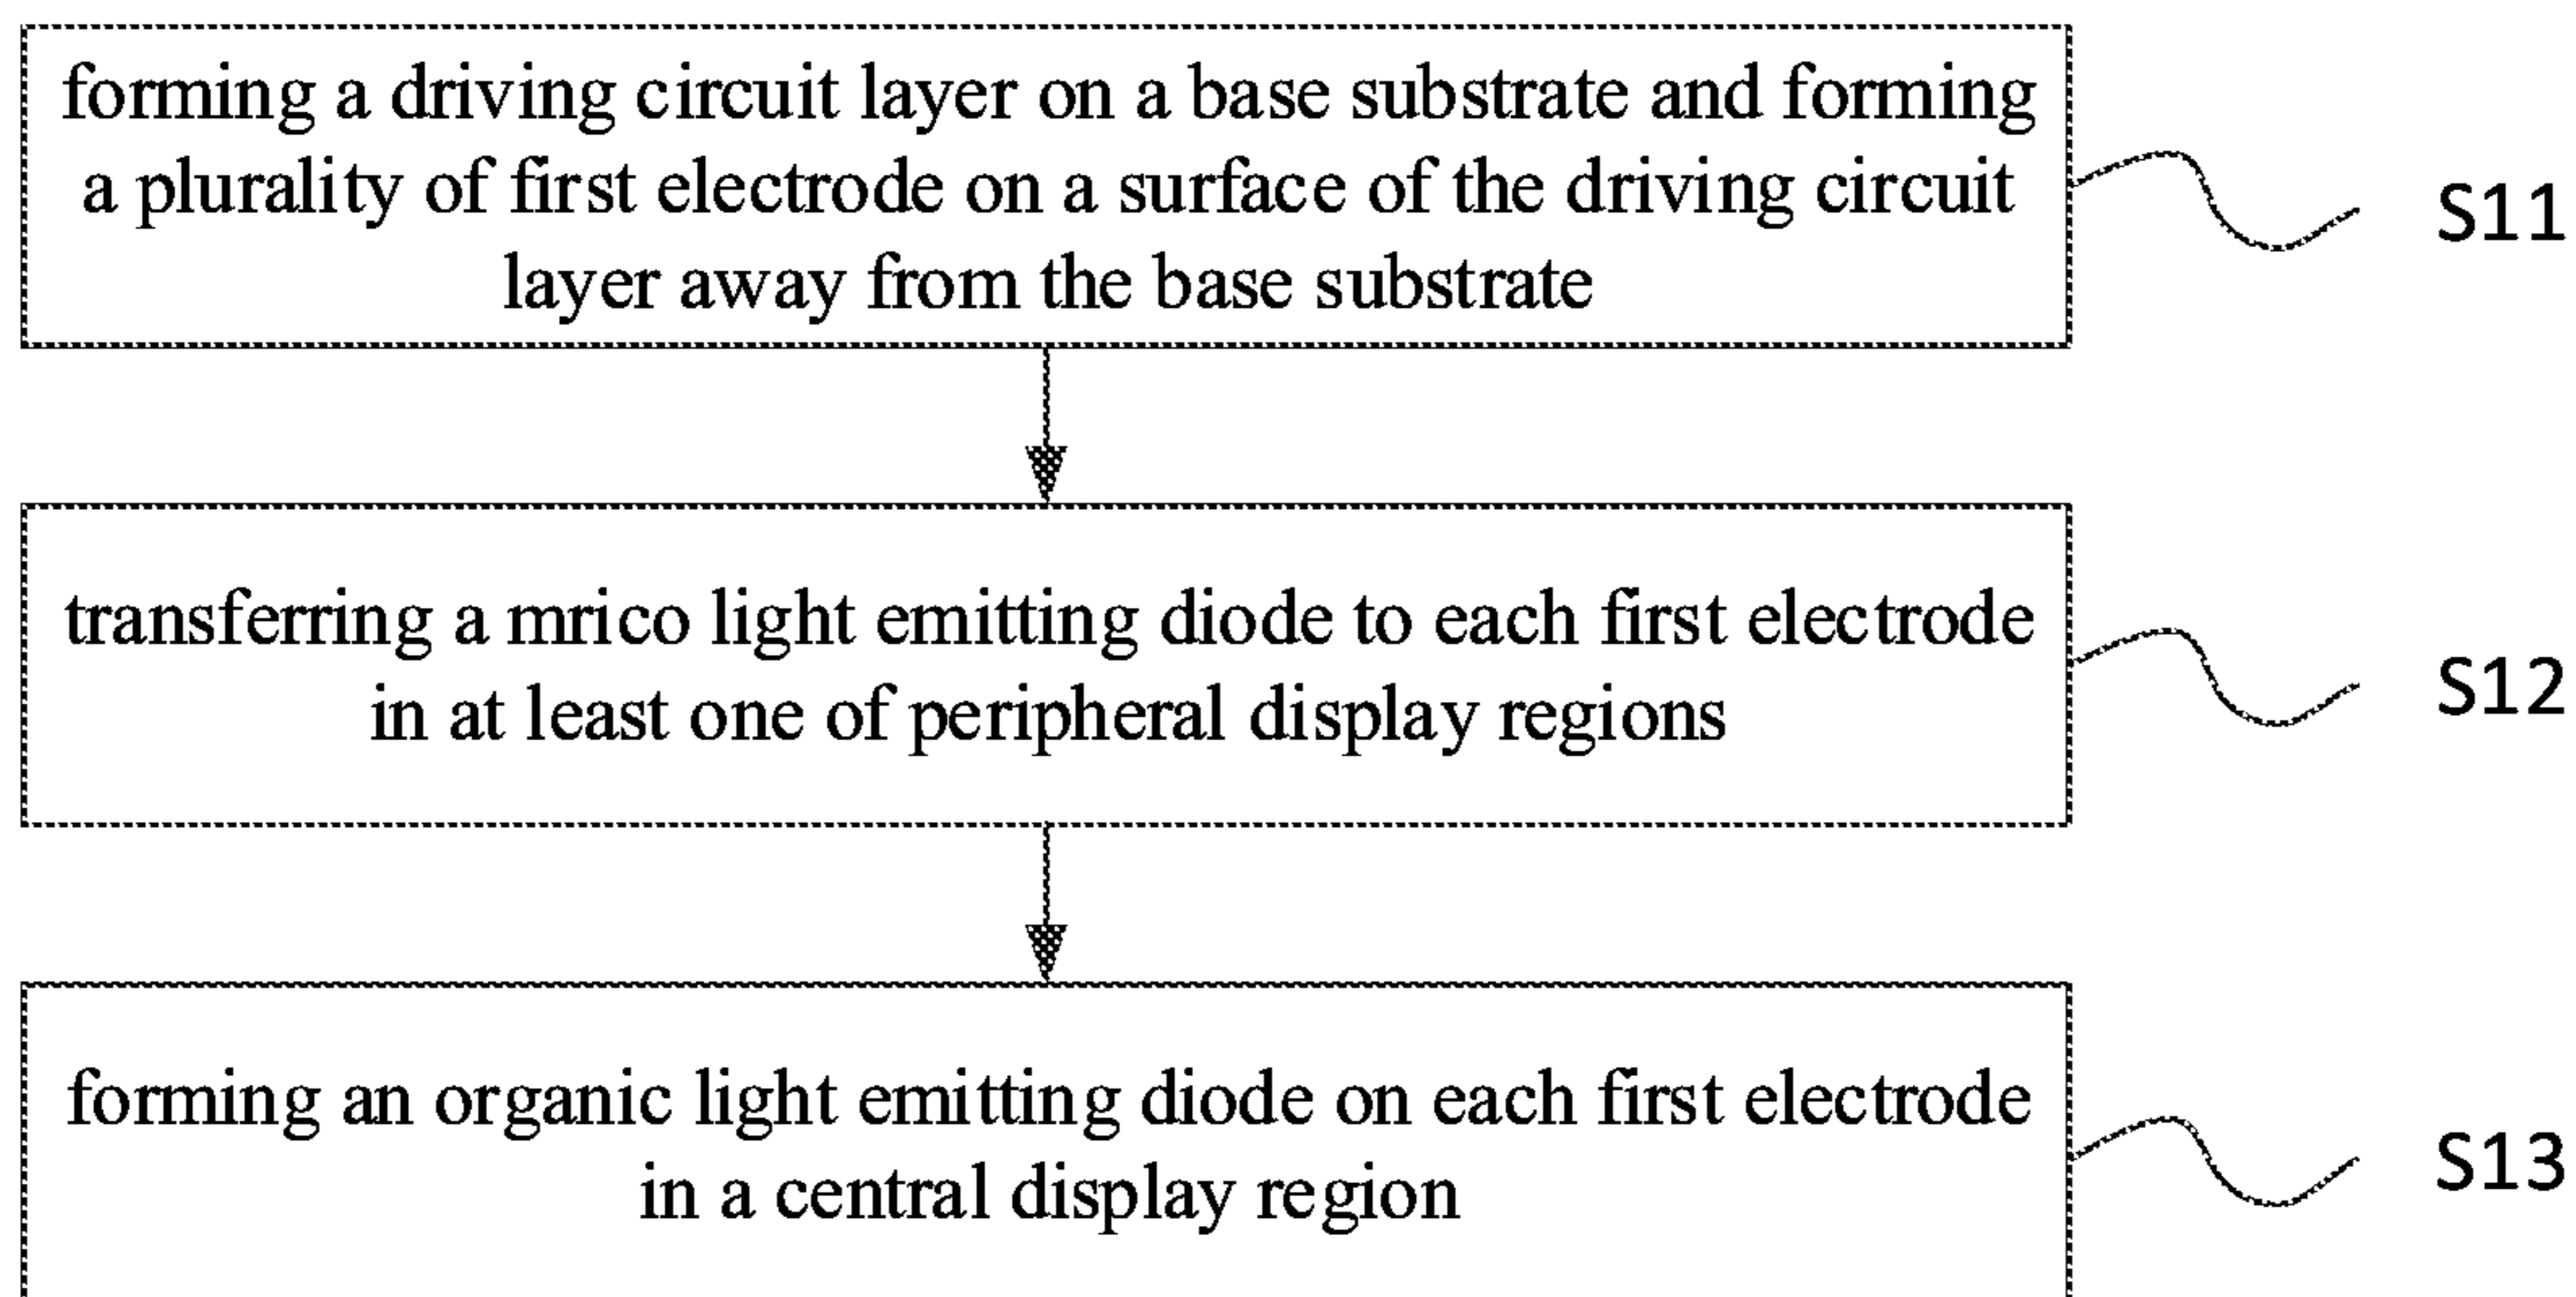 forming a driving circuit layer on a base substrate and forming
a plurality of first electrode on a surface of the driving circuit
layer away from the base substrate
S11
transferring a mrico light emitting diode to each first electrode
in at least one of peripheral display regions
S12
forming an organic light emitting diode on each first electrode
in a central display region
S13